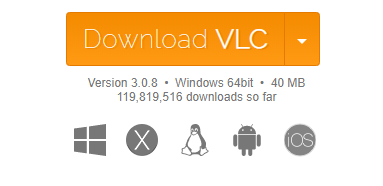 Download VLC
Version 3.0.8 • Windows 64bit • 40 MB
119,819,516 downloads so far
X
iOS